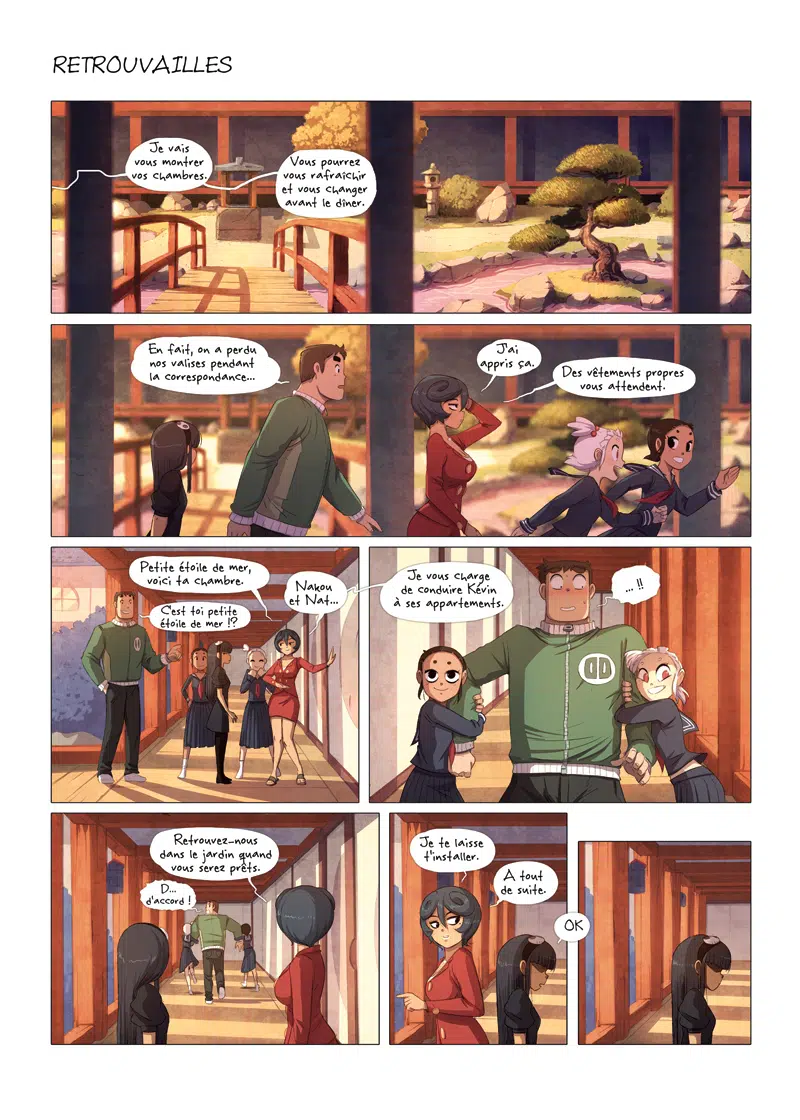 RETROUVAILLES
Je vais
vous montrer
vos chambres.
Vous pourrez
vous rafraîchir
et vous changer
avant le dîner.
En fait, on a perdu
nos valises pendant
la correspondance...
J'ai
appris ça.
Des vêtements propres
vous attendent.
Petite étoile de mer,
voici ta chambre.
C'est toi petite
étoile de mer !?
Nakou
et Nat...
Je vous charge
de conduire Kévin
à ses appartements.
... !!
Retrouvez-nous
dans le jardin quand
vous serez prêts.
D...
d'accord !
Je te laisse
t'installer.
A tout
de suite.
OK